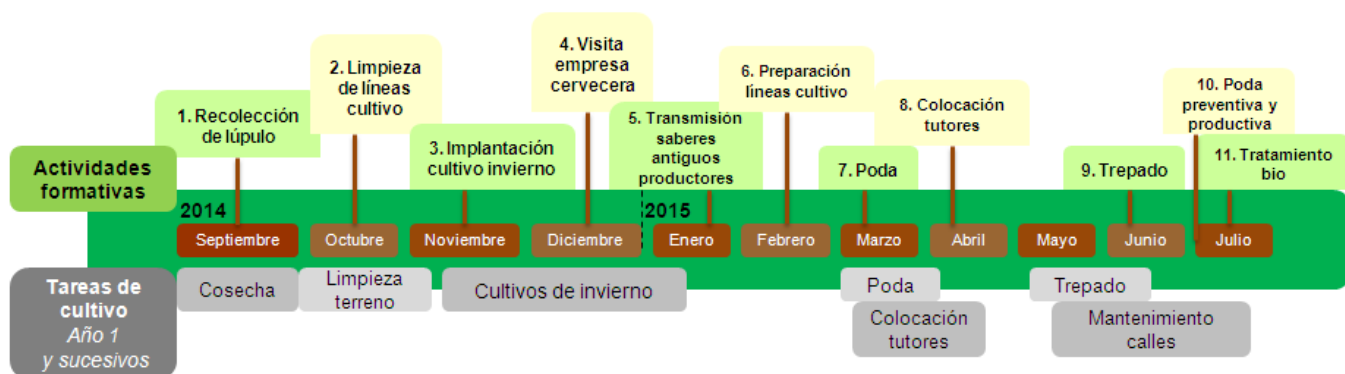 Actividades
formativas
1. Recolección
de lúpulo
2. Limpieza
de líneas
cultivo
3. Implantación
cultivo invierno
4. Visita
empresa
cervecera
5. Transmisión
saberes
antiguos
productores
6. Preparación
líneas cultivo
7. Poda
8. Colocación
tutores
9. Trepado
10. Poda
preventiva y
productiva
11. Tratamiento
bio
2014
2015
Septiembre
Octubre
Noviembre
Diciembre
Enero
Febrero
Marzo
Abril
Mayo
Junio
Julio
Tareas de
cultivo
Año 1
y sucesivos
Cosecha
Limpieza
terreno
Cultivos de invierno
Poda
Colocación
tutores
Trepado
Mantenimiento
calles